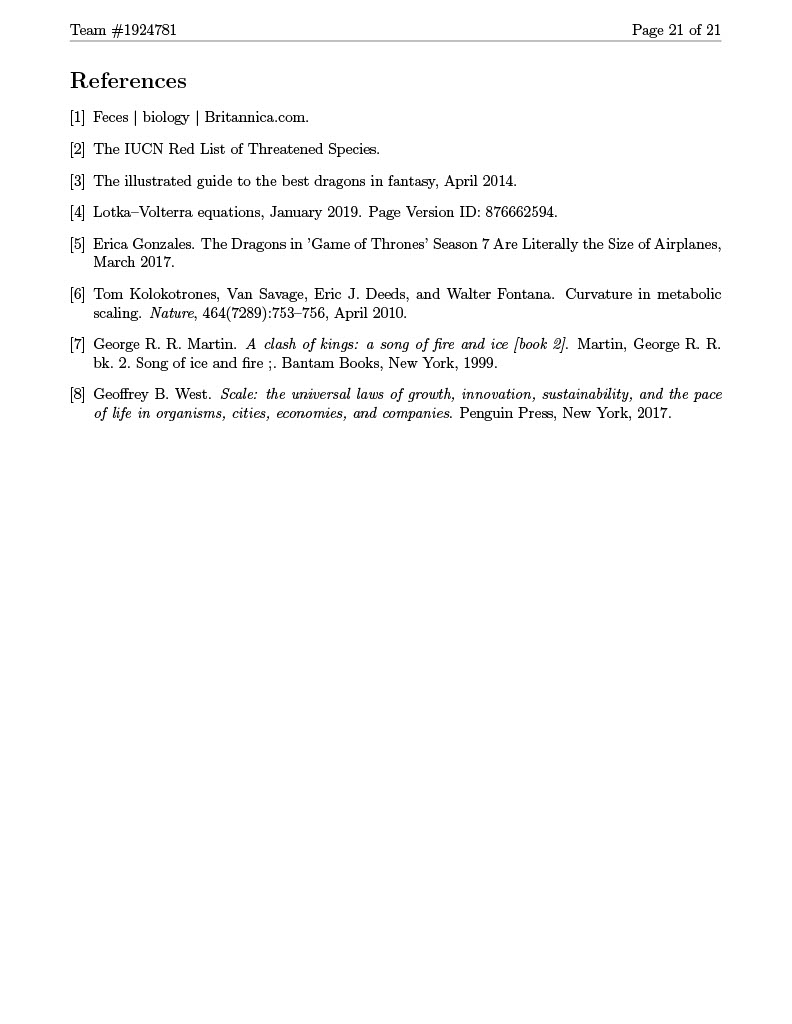 Team #1924781 Page 21 of 21
References
[1] Feces | biology | Britannica.com.
[2] The IUCN Red List of Threatened Species.
[3] The illustrated guide to the best dragons in fantasy, April 2014.
[4] Lotka–Volterra equations, January 2019. Page Version ID: 876662594.
[5] Erica Gonzales. The Dragons in 'Game of Thrones' Season 7 Are Literally the Size of Airplanes,
March 2017.
[6] Tom Kolokotrones, Van Savage, Eric J. Deeds, and Walter Fontana. Curvature in metabolic
scaling. Nature, 464(7289):753–756, April 2010.
[7] George R. R. Martin. A clash of kings: a song of fire and ice [book 2]. Martin, George R. R.
bk. 2. Song of ice and fire ;. Bantam Books, New York, 1999.
[8] Geoffrey B. West. Scale: the universal laws of growth, innovation, sustainability, and the pace
of life in organisms, cities, economies, and companies. Penguin Press, New York, 2017.